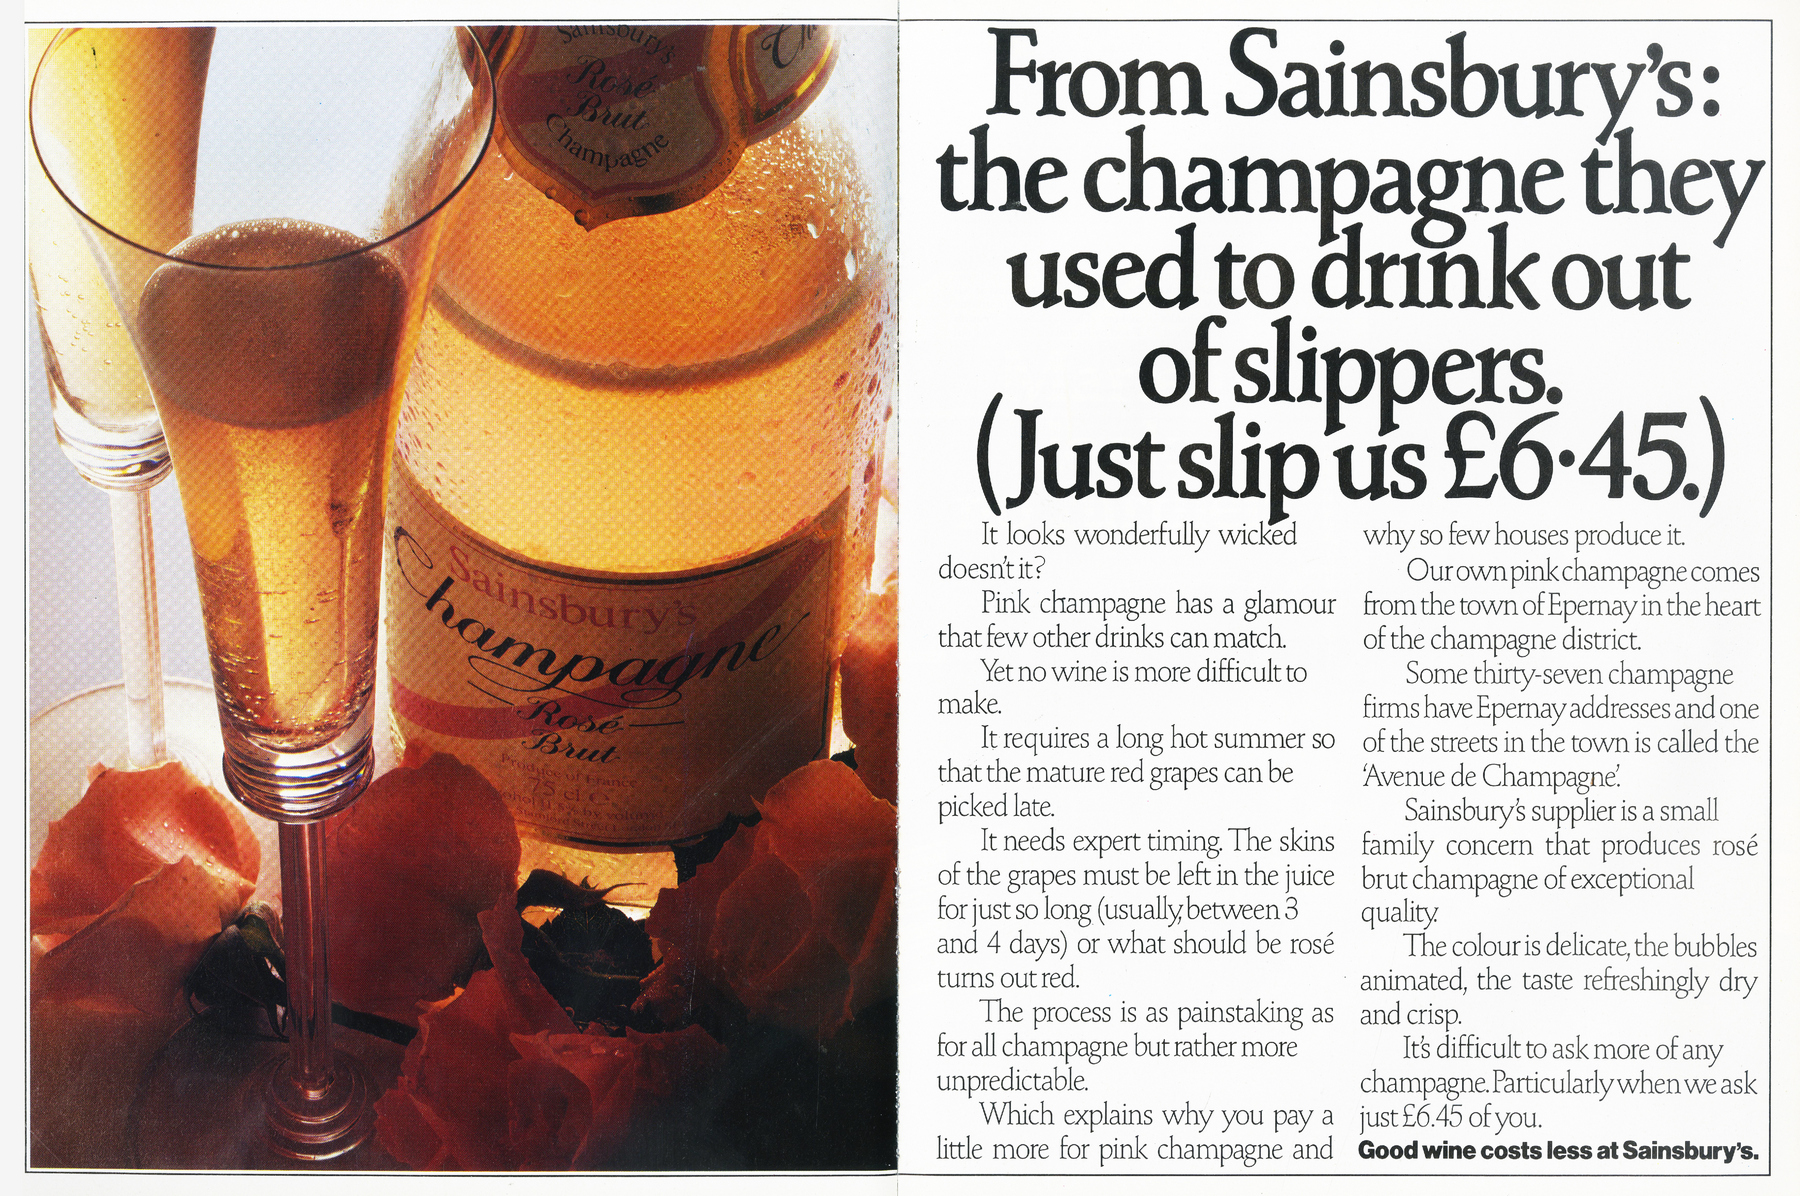 Sainsbury's
Rosé
Brut
Champagne
Sainsbury's
Champagne
Rosé
Brut
Produce of France
75 cl e
From Sainsbury's:
the champagne they
used to drink out
of slippers.
(Just slip us £6·45.)
It looks wonderfully wicked
doesn't it?
Pink champagne has a glamour
that few other drinks can match.
Yet no wine is more difficult to
make.
It requires a long hot summer so
that the mature red grapes can be
picked late.
It needs expert timing. The skins
of the grapes must be left in the juice
for just so long (usually, between 3
and 4 days) or what should be rosé
turns out red.
The process is as painstaking as
for all champagne but rather more
unpredictable.
Which explains why you pay a
little more for pink champagne and
why so few houses produce it.
Our own pink champagne comes
from the town of Epernay in the heart
of the champagne district.
Some thirty-seven champagne
firms have Epernay addresses and one
of the streets in the town is called the
'Avenue de Champagne'.
Sainsbury's supplier is a small
family concern that produces rosé
brut champagne of exceptional
quality.
The colour is delicate, the bubbles
animated, the taste refreshingly dry
and crisp.
It's difficult to ask more of any
champagne. Particularly when we ask
just £6.45 of you.
Good wine costs less at Sainsbury's.